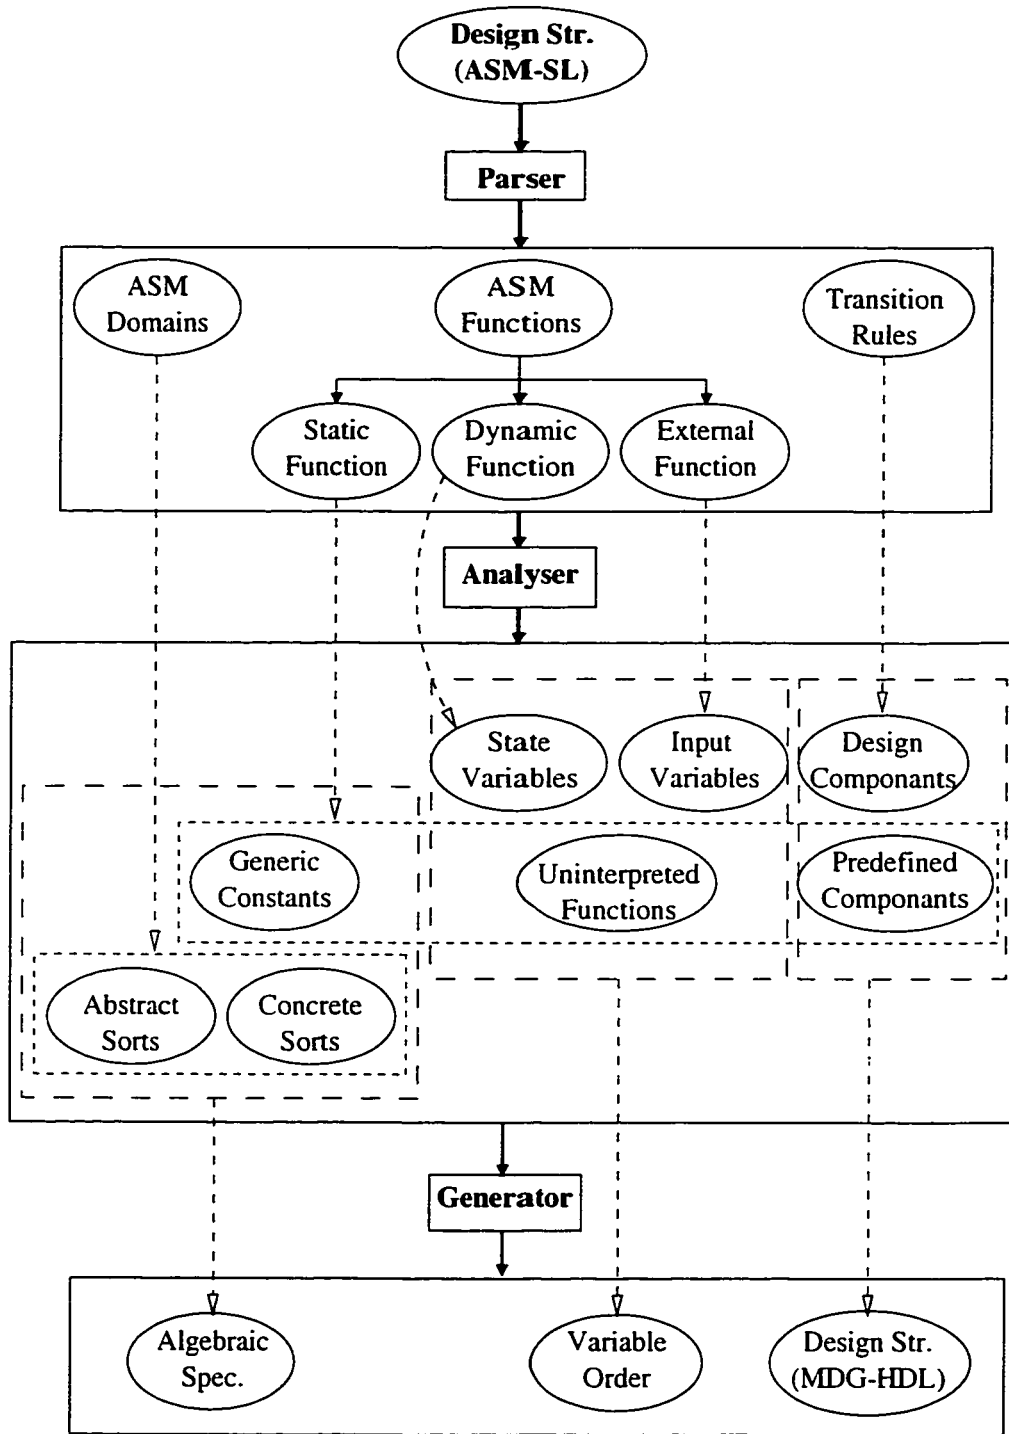 Design Str.
(ASM-SL)
Parser
ASM
Domains
ASM
Functions
Transition
Rules
Static
Function
Dynamic
Function
External
Function
Analyser
State
Variables
Input
Variables
Design
Componants
Generic
Constants
Uninterpreted
Functions
Predefined
Componants
Abstract
Sorts
Concrete
Sorts
Generator
Algebraic
Spec.
Variable
Order
Design Str.
(MDG-HDL)